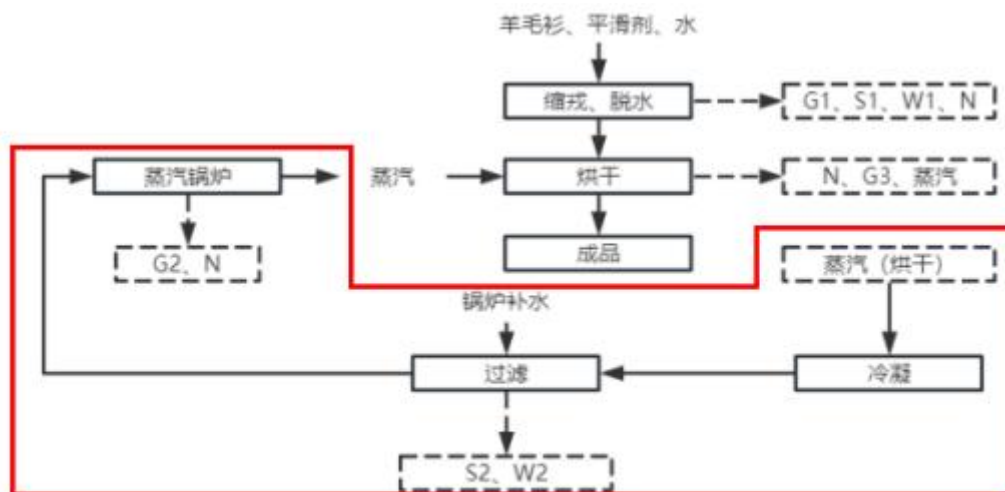 羊毛衫、平滑剂、水
缩戎、脱水
G1、S1、W1、N
蒸汽锅炉
蒸汽
烘干
N、G3、蒸汽
G2、N
成品
蒸汽（烘干）
锅炉补水
过滤
冷凝
S2、W2